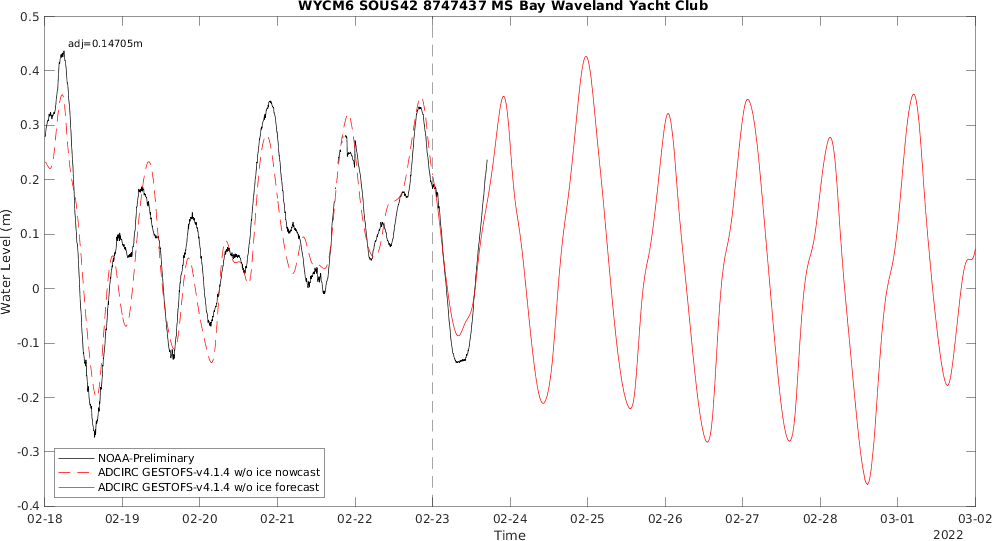 WYCM6 SOUS42 8747437 MS Bay Waveland Yacht Club
adj=0.14705m
0.5
0.4
0.3
0.2
0.1
0
-0.1
-0.2
-0.3
-0.4
Water Level (m)
NOAA-Preliminary
ADCIRC GESTOFS-v4.1.4 w/o ice nowcast
ADCIRC GESTOFS-v4.1.4 w/o ice forecast
02-18 02-19 02-20 02-21 02-22 02-23 02-24 02-25 02-26 02-27 02-28 03-01 03-02
Time
2022